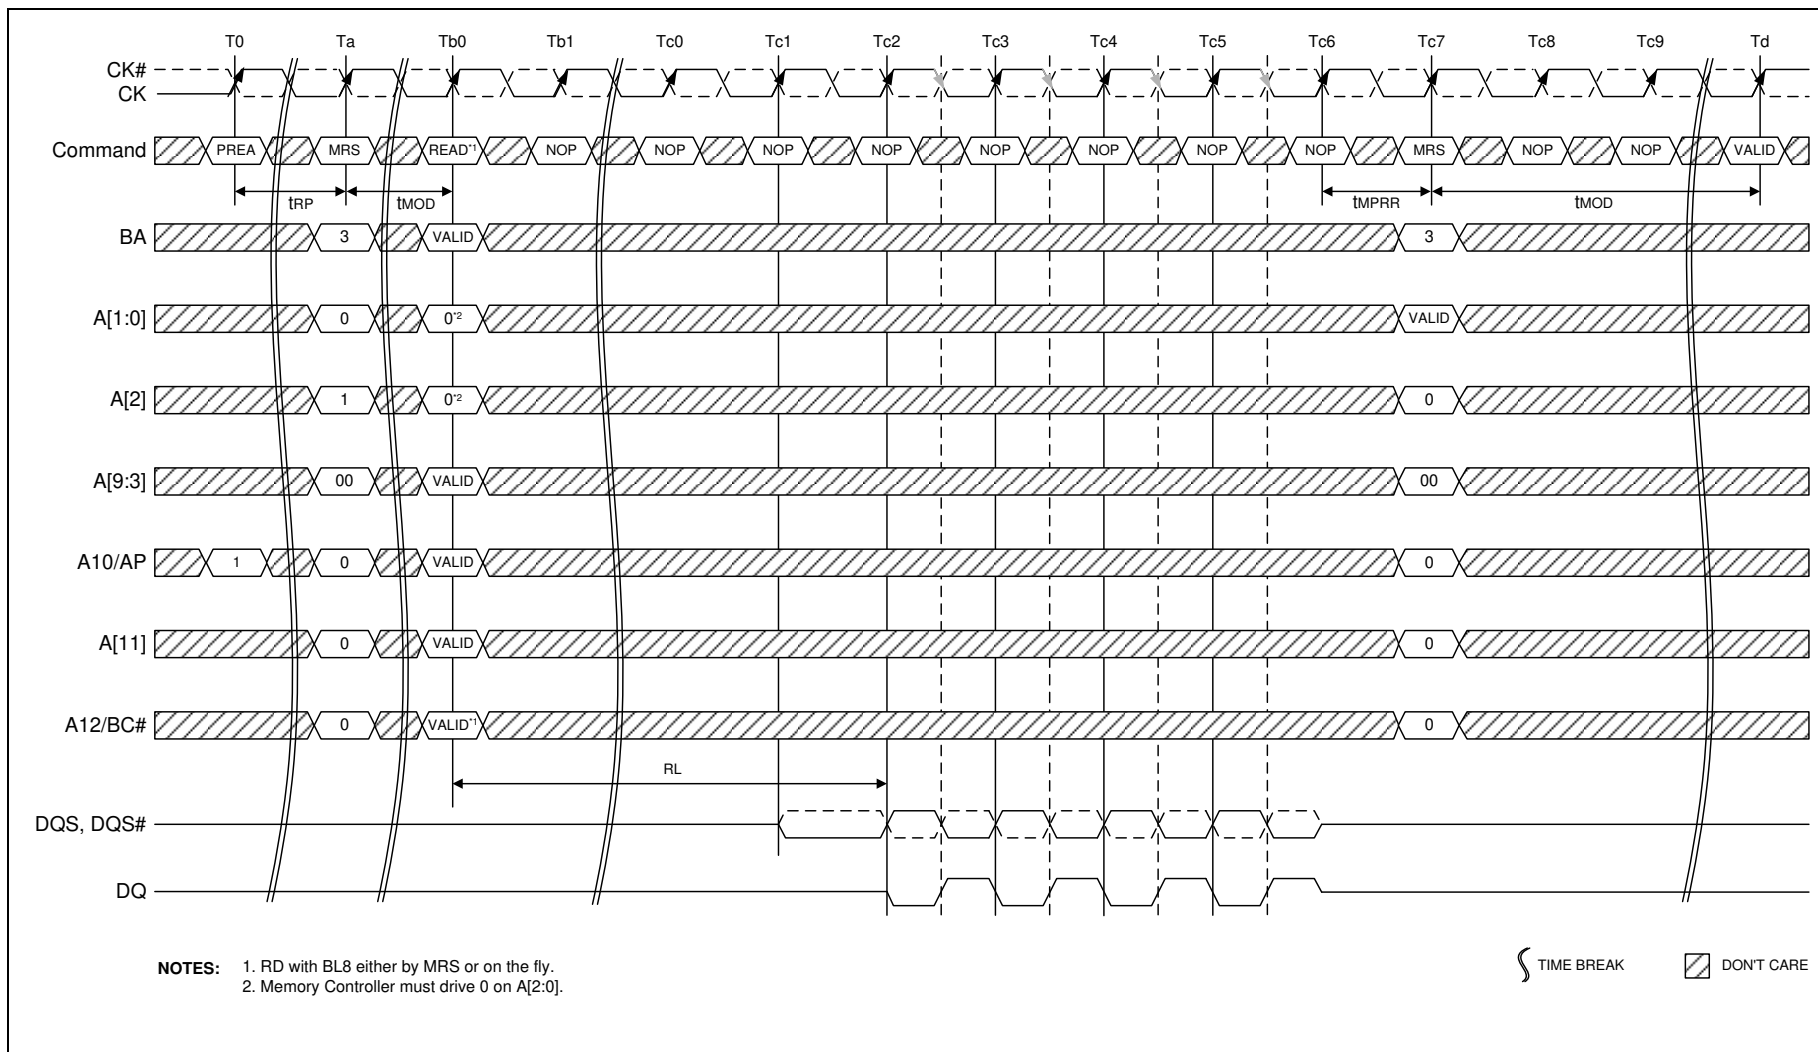 T0 Ta Tb0 Tb1 Tc0 Tc1 Tc2 Tc3 Tc4 Tc5 Tc6 Tc7 Tc8 Tc9 Td
CK#
CK
Command PREA MRS READ*1 NOP NOP NOP NOP NOP NOP NOP NOP MRS NOP NOP VALID
tRP tMOD tMPRR tMOD
BA 3 VALID 3
A[1:0] 0 0*2 VALID
A[2] 1 0*2 0
A[9:3] 00 VALID 00
A10/AP 1 0 VALID 0
A[11] 0 VALID 0
A12/BC# 0 VALID*1 0
RL
DQS, DQS#
DQ
NOTES: 1. RD with BL8 either by MRS or on the fly.
2. Memory Controller must drive 0 on A[2:0].
TIME BREAK DON'T CARE